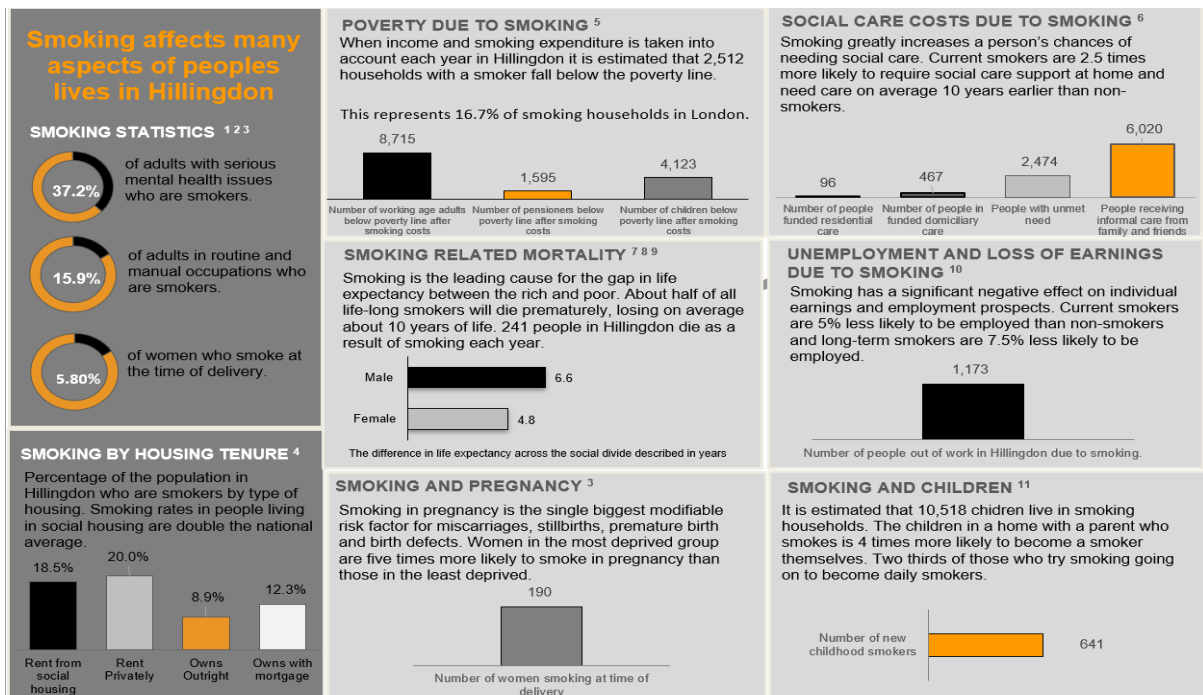 Smoking affects many
aspects of peoples
lives in Hillingdon
SMOKING STATISTICS 1 2 3
37.2%
of adults with serious
mental health issues
who are smokers.
15.9%
of adults in routine and
manual occupations who
are smokers.
5.80%
of women who smoke at
the time of delivery.
SMOKING BY HOUSING TENURE 4
Percentage of the population in
Hillingdon who are smokers by type of
housing. Smoking rates in people living
in social housing are double the national
average.
18.5%
20.0%
8.9%
12.3%
Rent from
social
housing
Rent
Privately
Owns
Outright
Owns with
mortgage
POVERTY DUE TO SMOKING 5
When income and smoking expenditure is taken into
account each year in Hillingdon it is estimated that 2,512
households with a smoker fall below the poverty line.
This represents 16.7% of smoking households in London.
8,715
1,595
4,123
Number of working age adults
below poverty line after
smoking costs
Number of pensioners below
poverty line after smoking
costs
Number of children below
poverty line after smoking
costs
SMOKING RELATED MORTALITY 7 8 9
Smoking is the leading cause for the gap in life
expectancy between the rich and poor. About half of all
life-long smokers will die prematurely, losing on average
about 10 years of life. 241 people in Hillingdon die as a
result of smoking each year.
Male
6.6
Female
4.8
The difference in life expectancy across the social divide described in years
SMOKING AND PREGNANCY 3
Smoking in pregnancy is the single biggest modifiable
risk factor for miscarriages, stillbirths, premature birth
and birth defects. Women in the most deprived group
are five times more likely to smoke in pregnancy than
those in the least deprived.
190
Number of women smoking at time of
delivery
SOCIAL CARE COSTS DUE TO SMOKING 6
Smoking greatly increases a person's chances of
needing social care. Current smokers are 2.5 times
more likely to require social care support at home and
need care on average 10 years earlier than non-
smokers.
96
467
2,474
6,020
Number of people
funded residential
care
Number of people in
funded domiciliary
care
People with unmet
need
People receiving
informal care from
family and friends
UNEMPLOYMENT AND LOSS OF EARNINGS
DUE TO SMOKING 10
Smoking has a significant negative effect on individual
earnings and employment prospects. Current smokers
are 5% less likely to be employed than non-smokers
and long-term smokers are 7.5% less likely to be
employed.
1,173
Number of people out of work in Hillingdon due to smoking.
SMOKING AND CHILDREN 11
It is estimated that 10,518 chidren live in smoking
households. The children in a home with a parent who
smokes is 4 times more likely to become a smoker
themselves. Two thirds of those who try smoking going
on to become daily smokers.
Number of new
childhood smokers
641